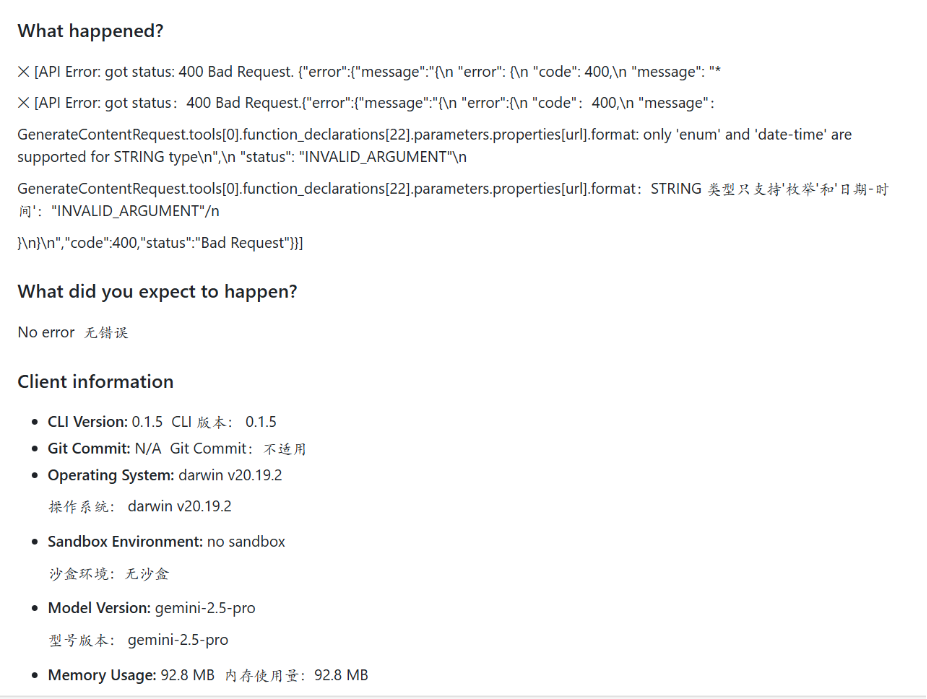 What happened?
✕ [API Error: got status: 400 Bad Request. {"error":{"message":"{\n "error": {\n "code": 400,\n "message": "*
✕ [API Error: got status：400 Bad Request.{"error":{"message":"{\n "error":{\n "code"：400,\n "message"：
GenerateContentRequest.tools[0].function_declarations[22].parameters.properties[url].format: only 'enum' and 'date-time' are
supported for STRING type\n",\n "status": "INVALID_ARGUMENT"\n
GenerateContentRequest.tools[0].function_declarations[22].parameters.properties[url].format：STRING 类型只支持'枚举'和'日期-时
间'："INVALID_ARGUMENT"/n
}\n}\n","code":400,"status":"Bad Request"}}]
What did you expect to happen?
No error 无错误
Client information
• CLI Version: 0.1.5 CLI 版本： 0.1.5
• Git Commit: N/A Git Commit：不适用
• Operating System: darwin v20.19.2
操作系统： darwin v20.19.2
• Sandbox Environment: no sandbox
沙盒环境：无沙盒
• Model Version: gemini-2.5-pro
型号版本： gemini-2.5-pro
• Memory Usage: 92.8 MB 内存使用量：92.8 MB